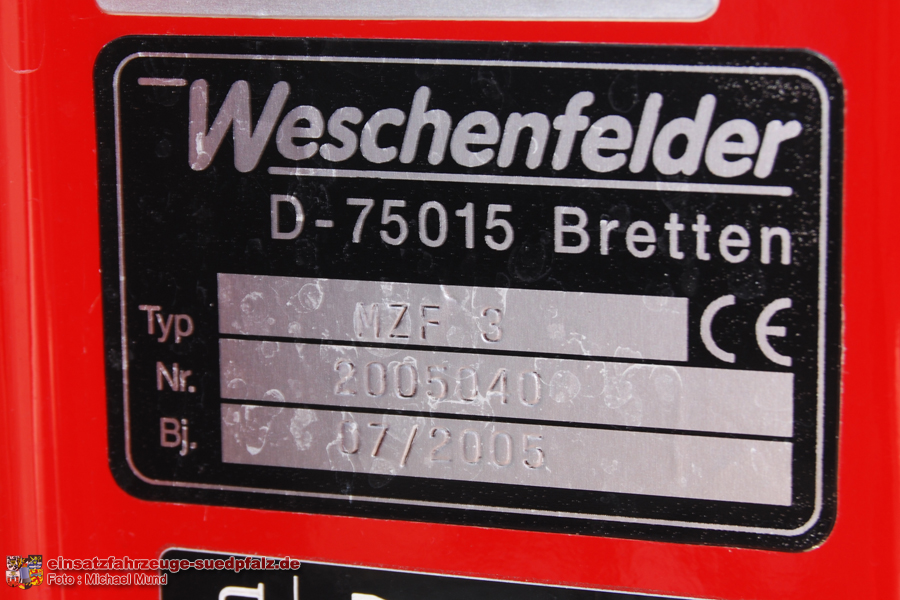 Weschenfelder
D-75015 Bretten
Typ MZF 3 CE
Nr. 2005040
Bj. 07/2005
einsatzfahrzeuge-suedpfalz.de
Foto : Michael Mund